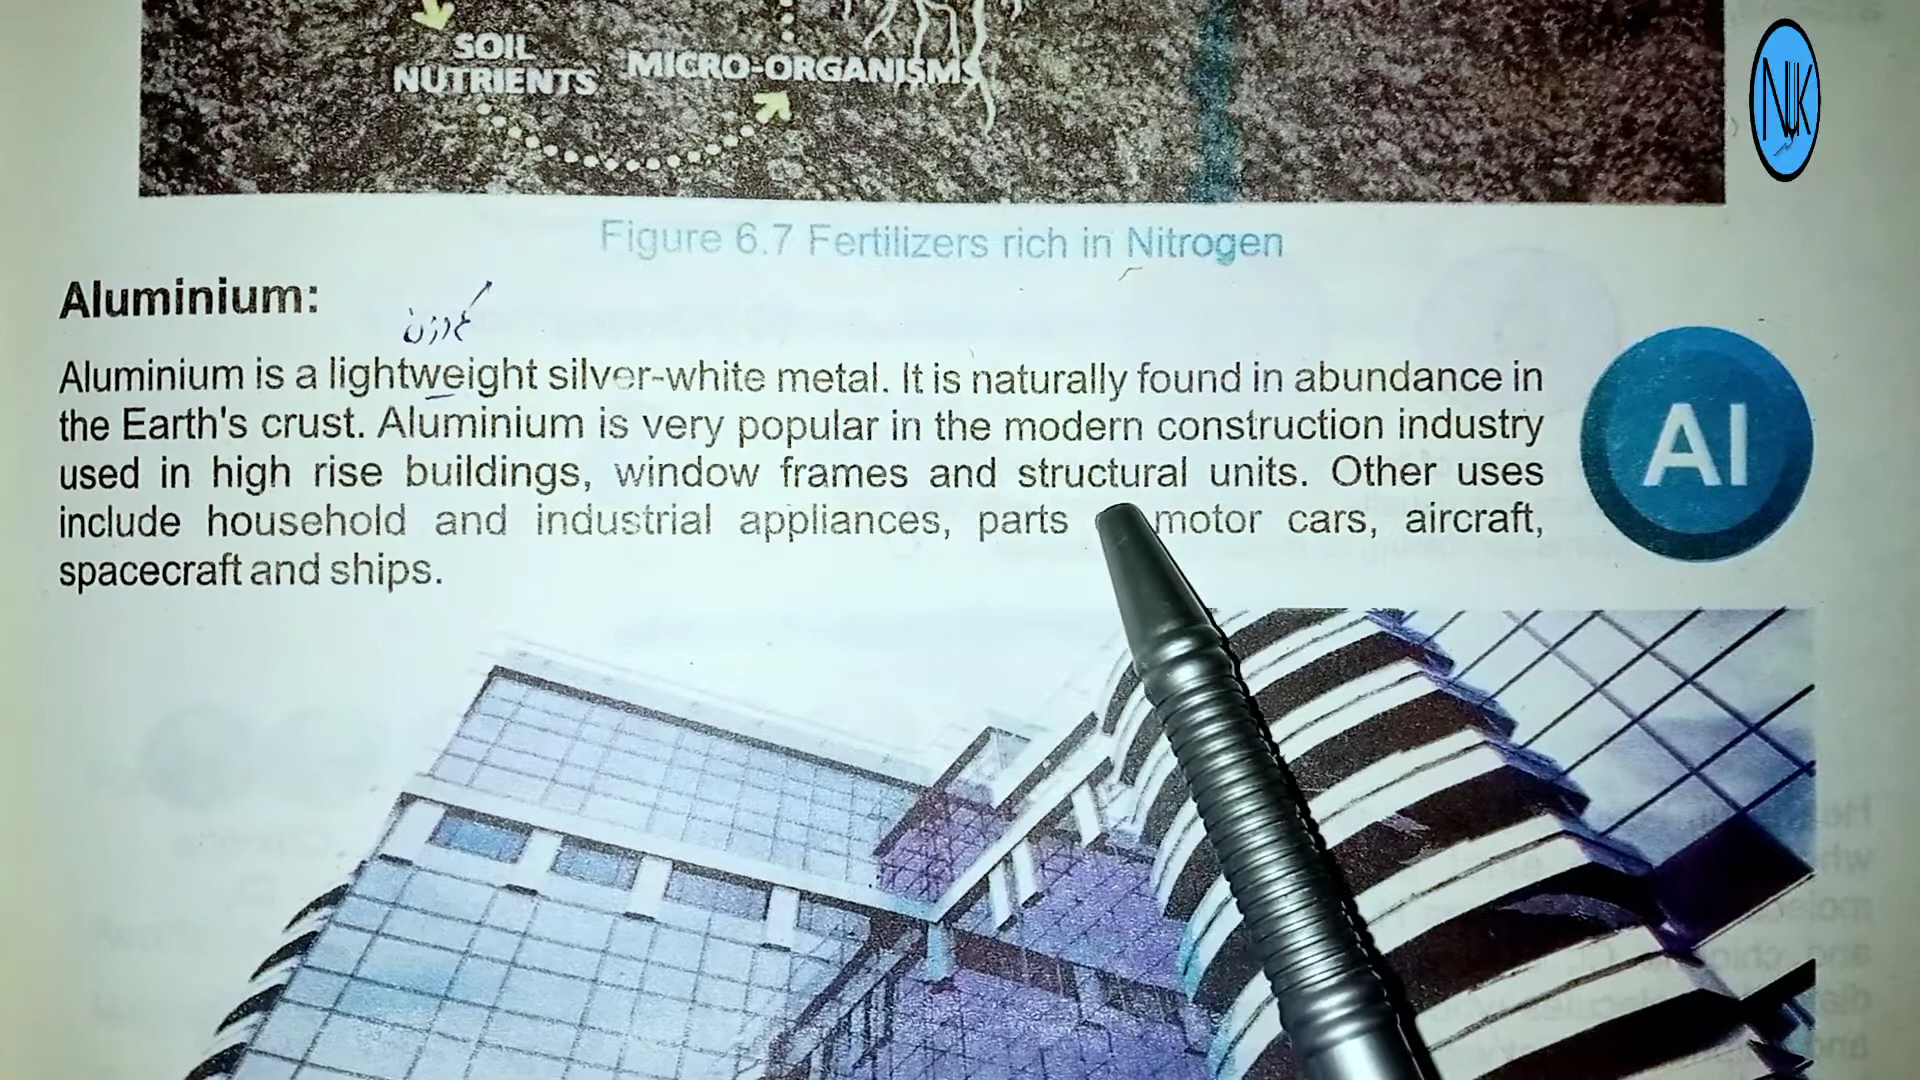 SOIL
NUTRIENTS
MICRO-ORGANISMS
NK
Figure 6.7 Fertilizers rich in Nitrogen
Aluminium:
Aluminium is a lightweight silver-white metal. It is naturally found in abundance in
the Earth's crust. Aluminium is very popular in the modern construction industry
used in high rise buildings, window frames and structural units. Other uses
include household and industrial appliances, parts motor cars, aircraft,
spacecraft and ships.
Al